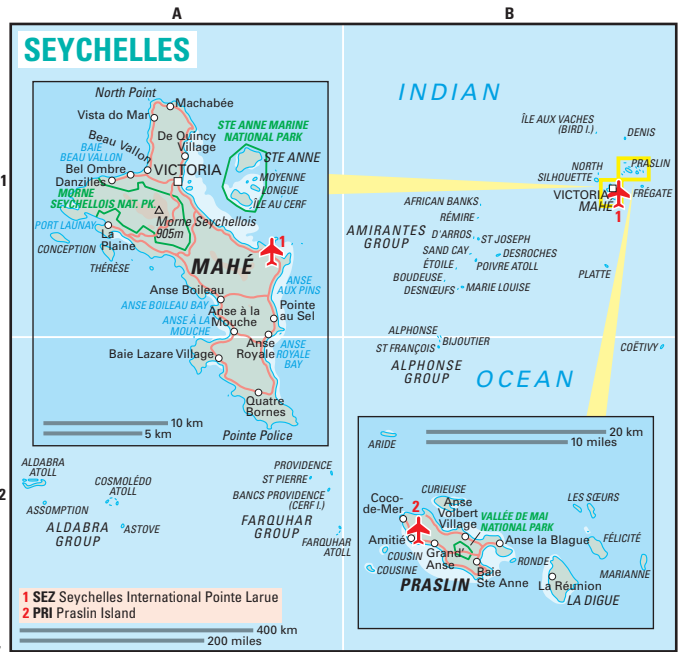 A
B
SEYCHELLES
North Point
Machabée
Vista do Mar
De Quincy
Village
STE ANNE MARINE
NATIONAL PARK
BAIE
BEAU VALLON
Beau Vallon
STE ANNE
Bel Ombre
VICTORIA
Danzilles
MOYENNE
LONGUE
ÎLE AU CERF
MORNE
SEYCHELLOIS NAT. PK.
Morne Seychellois
905m
PORT LAUNAY
La
Plaine
CONCEPTION
THÉRÈSE
MAHÉ
1
ANSE
AUX PINS
Anse Boileau
ANSE BOILEAU BAY
Anse à la
Mouche
Pointe
au Sel
ANSE À LA
MOUCHE
Baie Lazare Village
Anse
Royale
ANSE
ROYALE
BAY
Quatre
Bornes
10 km
5 km
Pointe Police
INDIAN
ÎLE AUX VACHES
(BIRD I.)
DENIS
PRASLIN
NORTH
SILHOUETTE
VICTORIA
MAHÉ
FRÉGATE
1
1
AFRICAN BANKS
RÉMIRE
AMIRANTES
GROUP
D'ARROS
ST JOSEPH
SAND CAY
DESROCHES
ÉTOILE
POIVRE ATOLL
BOUDEUSE
MARIE LOUISE
DESNŒUFS
PLATTE
ALPHONSE
BIJOUTIER
ST FRANÇOIS
ALPHONSE
GROUP
COËTIVY
OCEAN
2
ALDABRA
ATOLL
COSMOLÉDO
ATOLL
ASSOMPTION
ALDABRA
GROUP
ASTOVE
PROVIDENCE
ST PIERRE
BANCS PROVIDENCE
(CERF I.)
FARQUHAR
GROUP
FARQUHAR
ATOLL
20 km
10 miles
ARIDE
CURIEUSE
Coco-
de-Mer
2
Anse
Volbert
Village
VALLÉE DE MAI
NATIONAL PARK
LES SŒURS
Amitié
Anse la Blague
FÉLICITÉ
COUSIN
COUSINE
Grand'
Anse
RONDE
Baie
Ste Anne
MARIANNE
PRASLIN
La Réunion
LA DIGUE
1 SEZ Seychelles International Pointe Larue
2 PRI Praslin Island
400 km
200 miles